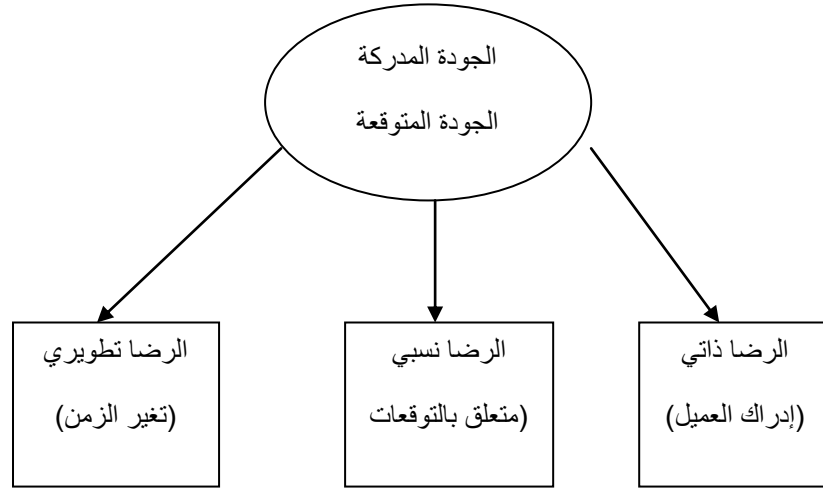 الجودة المدركة
الجودة المتوقعة
الرضا ذاتي
(إدراك العميل)
الرضا نسبي
(متعلق بالتوقعات
الرضا تطويري
(تغير الزمن)